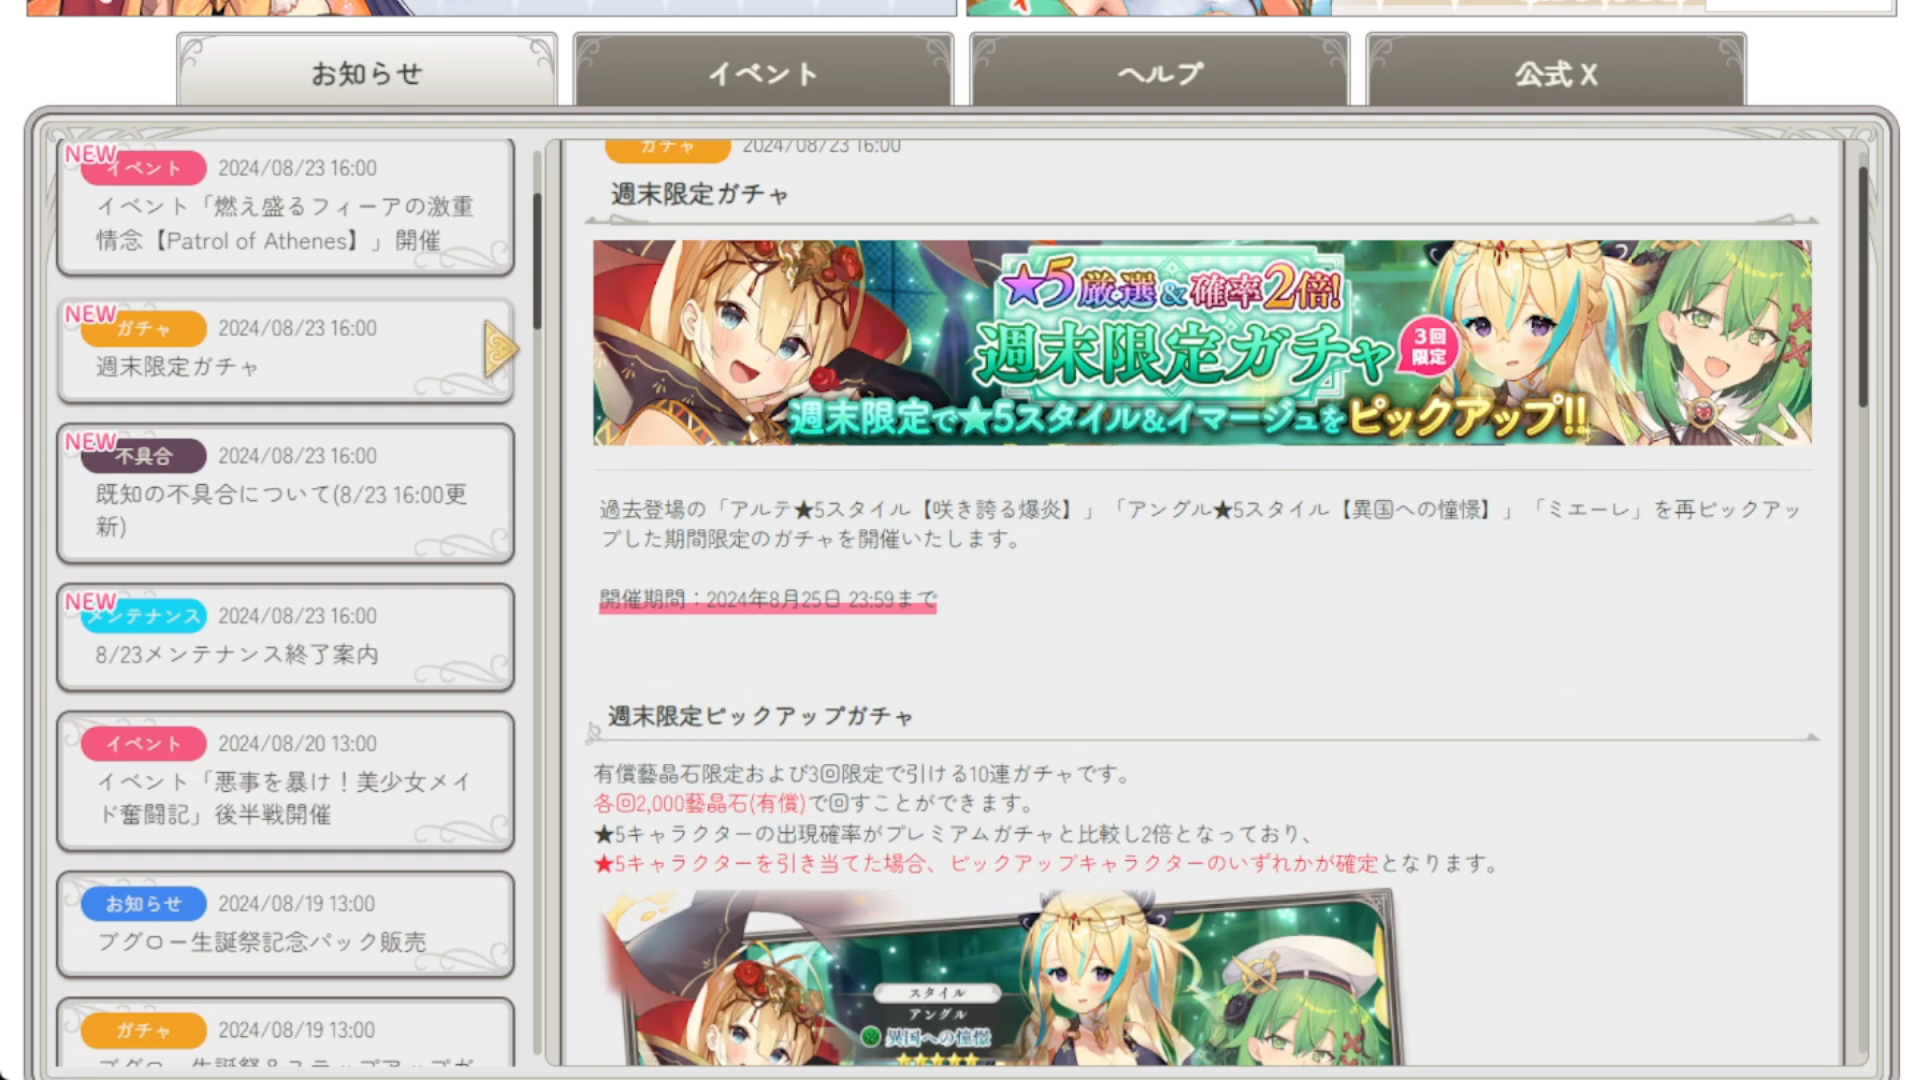 お知らせ
イベント
ヘルプ
公式 X
NEW
イベント 2024/08/23 16:00
イベント「燃え盛るフィーアの激重
情念【Patrol of Athenes】」開催
NEW
ガチャ 2024/08/23 16:00
週末限定ガチャ
NEW
不具合 2024/08/23 16:00
既知の不具合について(8/23 16:00更
新)
NEW
メンテナンス 2024/08/23 16:00
8/23メンテナンス終了案内
イベント 2024/08/20 13:00
イベント「悪事を暴け！美少女メイ
ド奮闘記」後半戦開催
お知らせ 2024/08/19 13:00
ブグロー生誕祭記念パック販売
ガチャ 2024/08/19 13:00
ガチャ 2024/08/23 16:00
週末限定ガチャ
★5厳選&確率2倍!
週末限定ガチャ
3回
限定
週末限定で★5スタイル&イマージュをピックアップ!!
過去登場の「アルテ★5スタイル【咲き誇る爆炎】」「アングル★5スタイル【異国への憧憬】」「ミエーレ」を再ピックアッ
プした期間限定のガチャを開催いたします。
開催期間：2024年8月25日 23:59まで
週末限定ピックアップガチャ
有償藝晶石限定および3回限定で引ける10連ガチャです。
各回2,000藝晶石(有償)で回すことができます。
★5キャラクターの出現確率がプレミアムガチャと比較し2倍となっており、
★5キャラクターを引き当てた場合、ピックアップキャラクターのいずれかが確定となります。
スタイル
アングル
異国への憧憬
★★★★★